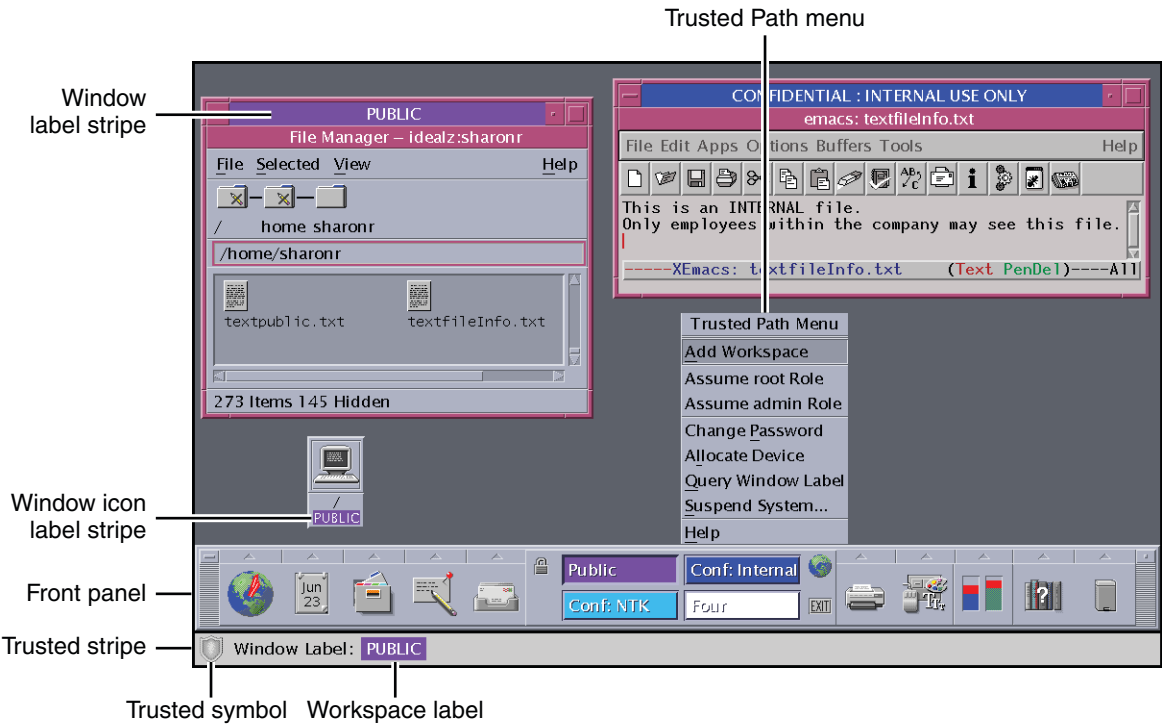 Trusted Path menu
Window
label stripe
PUBLIC
File Manager – idealz:sharonr
File Selected View Help
/ home sharonr
/home/sharonr
textpublic.txt textfileInfo.txt
273 Items 145 Hidden
CONFIDENTIAL : INTERNAL USE ONLY
emacs: textfileInfo.txt
File Edit Apps Options Buffers Tools Help
This is an INTERNAL file.
Only employees within the company may see this file.
-----XEmacs: textfileInfo.txt (Text PenDel)----All
Trusted Path Menu
Add Workspace
Assume root Role
Assume admin Role
Change Password
Allocate Device
Query Window Label
Suspend System...
Help
Window icon
label stripe
/
PUBLIC
Front panel
Jun
23
Public Conf: Internal
Conf: NTK Four
EXIT
Trusted stripe
Window Label: PUBLIC
Trusted symbol Workspace label